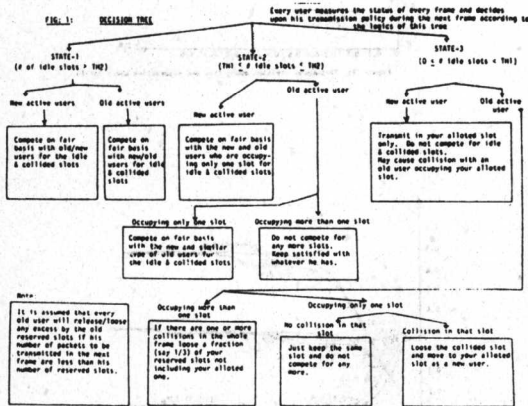 FIG. 1: DECISION TREE
Every user measures the status of every frame and decides
upon his transmission policy during the next frame according to
the logics of this tree
STATE-1
(# of idle slots > TH2)
STATE-2
(TH1 ≤ # idle slots ≤ TH2)
STATE-3
(0 ≤ # idle slots < TH1)
New active users
Old active users
New active user
Old active user
New active user
Old active user
Compete on fair
basis with old/new
users for the idle
& collided slots
Compete on
fair basis
with new/old
users for idle
& collided
slots
Compete on fair basis
with the new and old
users who are occupy-
ing only one slot for
idle & collided slots
Transmit in your alloted slot
only. Do not compete for idle
& collided slots.
May cause collision with an
old user occupying your alloted
slot.
Occupying only one slot
Occupying more than one slot
Compete on fair basis
with the new and similar
type of old users for
the idle & collided slots
Do not compete for
any more slots.
Keep satisfied with
whatever he has.
Note:
It is assumed that every
old user will release/loose
any excess by the old
reserved slots if his
number of packets to be
transmitted in the next
frame are less than his
number of reserved slots.
Occupying more than
one slot
Occupying only one slot
If there are one or more
collisions in the whole
frame loose a fraction
(say 1/3) of your
reserved slots not
including your alloted
one.
No collision in that
slot
Collision in that slot
Just keep the same
slot and do not
compete for any
more.
Loose the collided slot
and move to your alloted
slot as a new user.